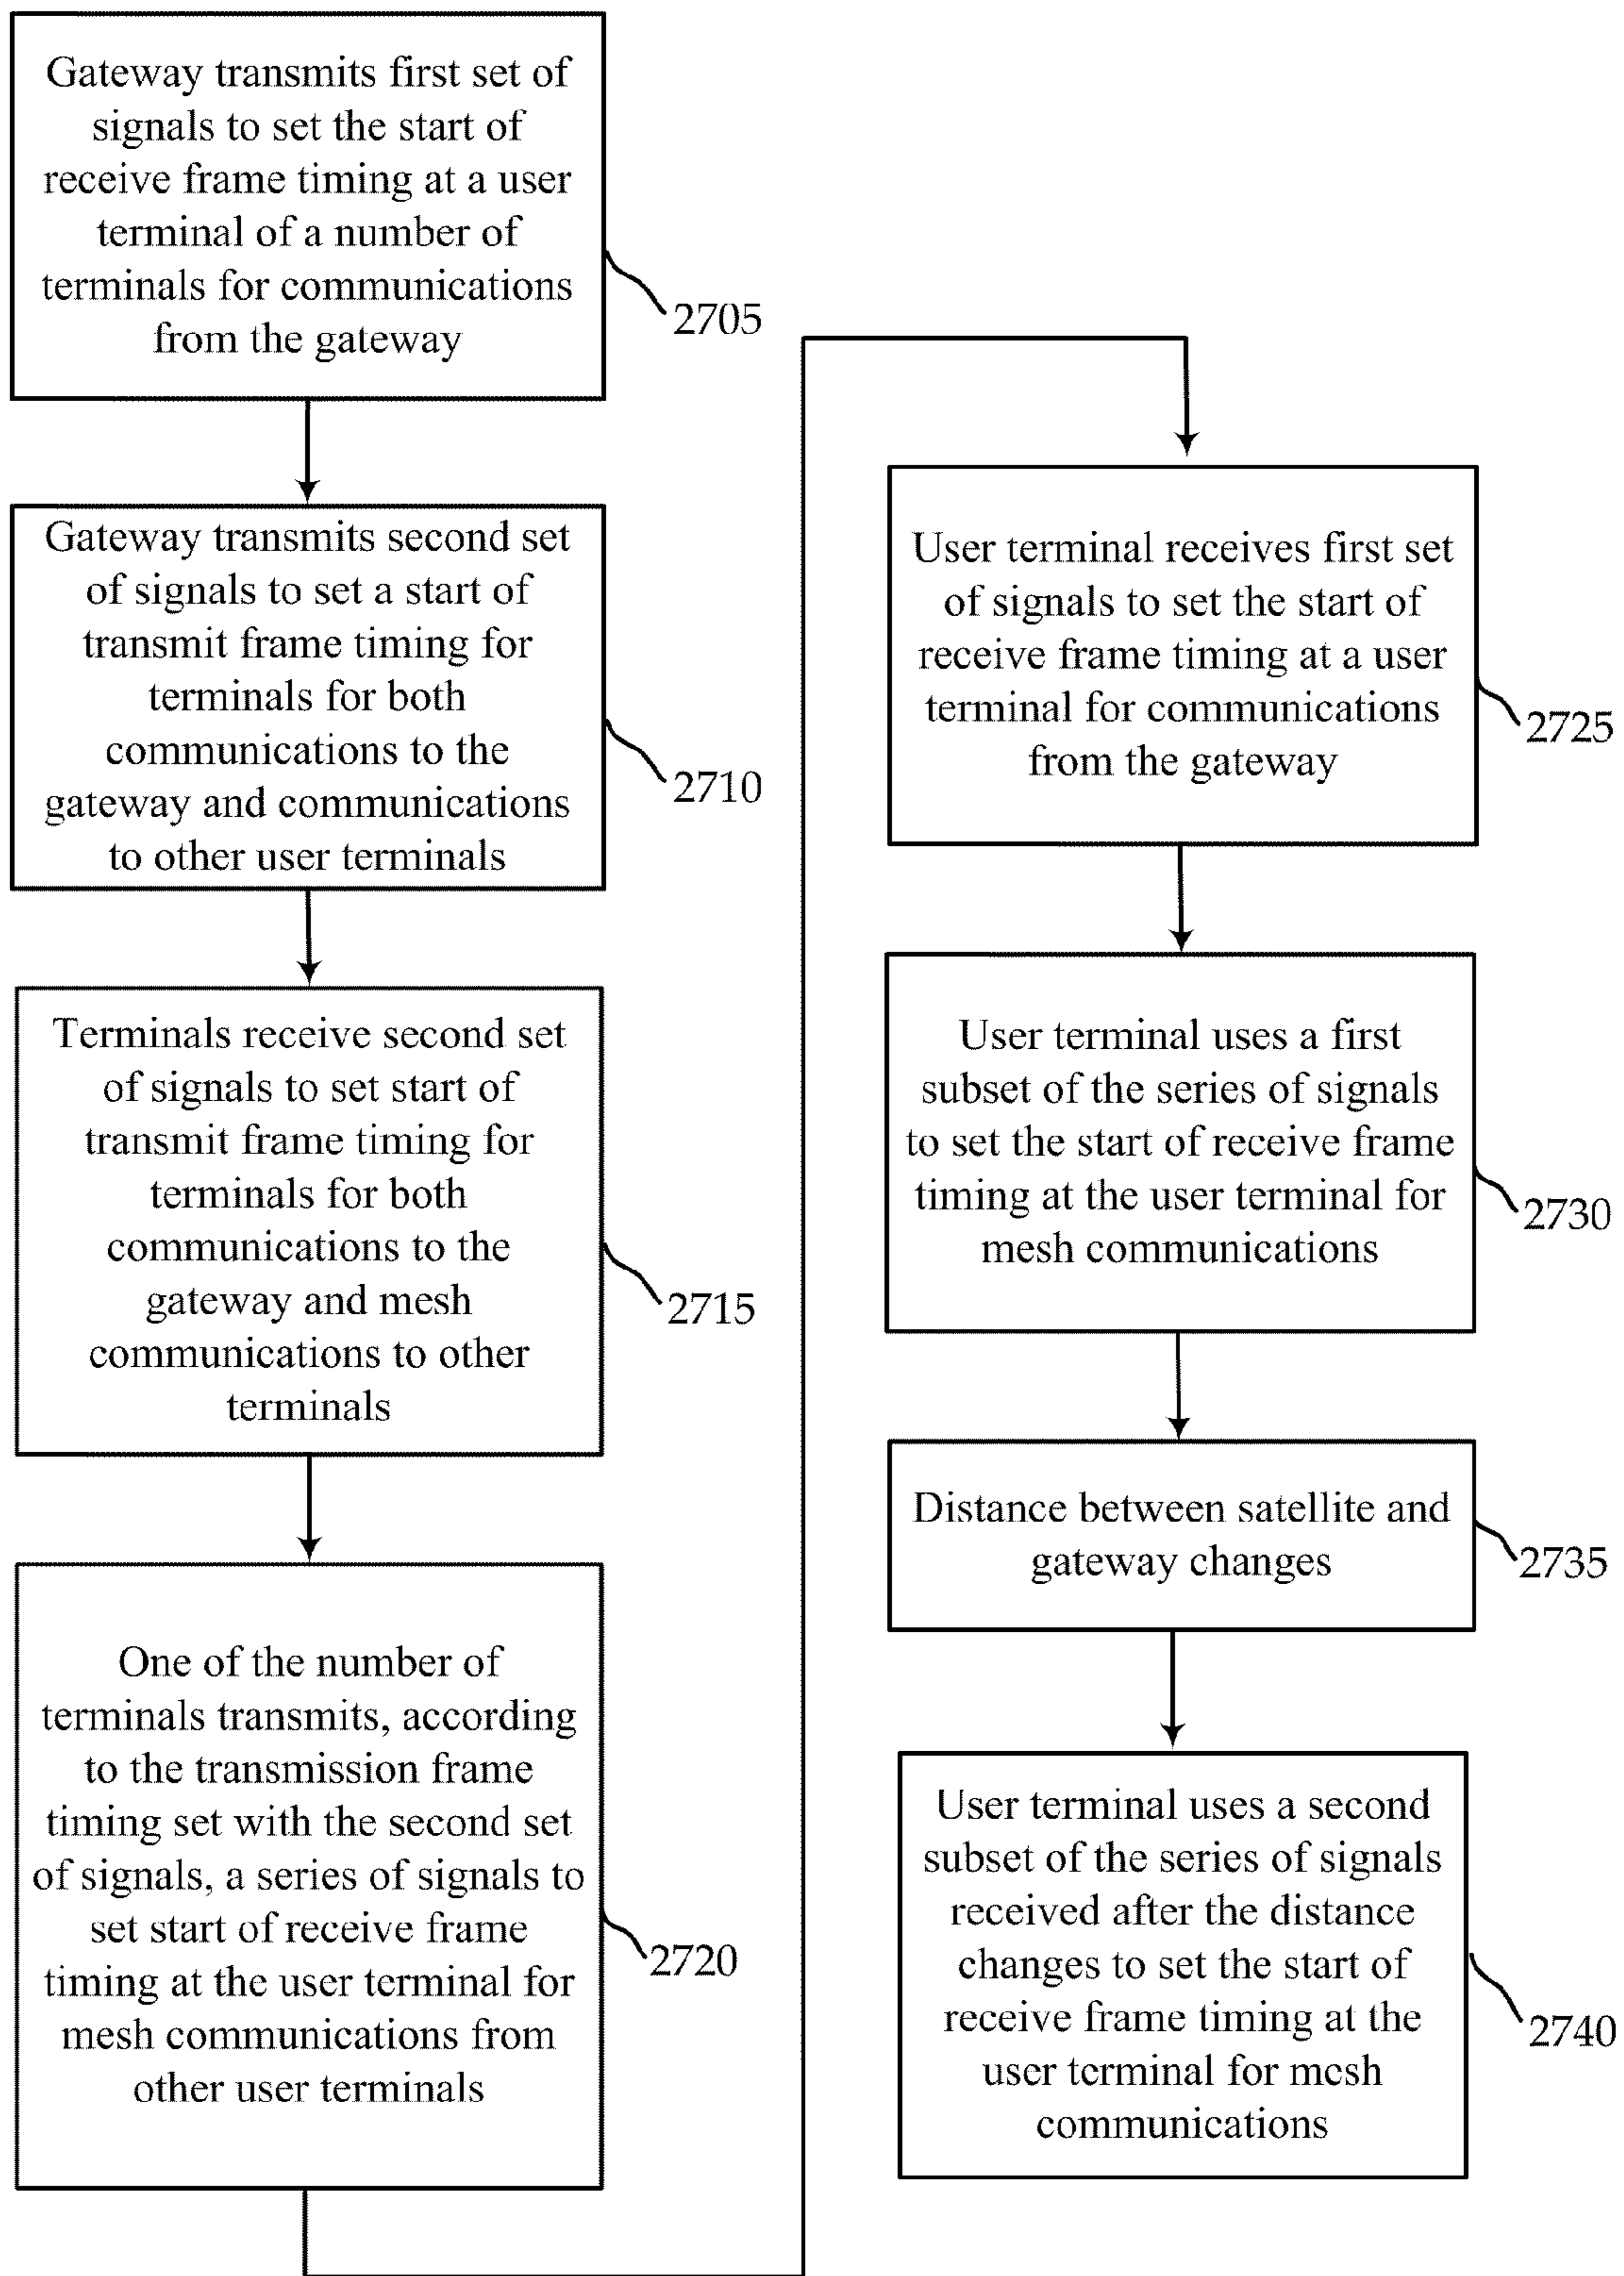 Gateway transmits first set of
signals to set the start of
receive frame timing at a user
terminal of a number of
terminals for communications
from the gateway
2705
Gateway transmits second set
of signals to set a start of
transmit frame timing for
terminals for both
communications to the
gateway and communications
to other user terminals
2710
Terminals receive second set
of signals to set start of
transmit frame timing for
terminals for both
communications to the
gateway and mesh
communications to other
terminals
2715
One of the number of
terminals transmits, according
to the transmission frame
timing set with the second set
of signals, a series of signals to
set start of receive frame
timing at the user terminal for
mesh communications from
other user terminals
2720
User terminal receives first set
of signals to set the start of
receive frame timing at a user
terminal for communications
from the gateway
2725
User terminal uses a first
subset of the series of signals
to set the start of receive frame
timing at the user terminal for
mesh communications
2730
Distance between satellite and
gateway changes
2735
User terminal uses a second
subset of the series of signals
received after the distance
changes to set the start of
receive frame timing at the
user terminal for mesh
communications
2740